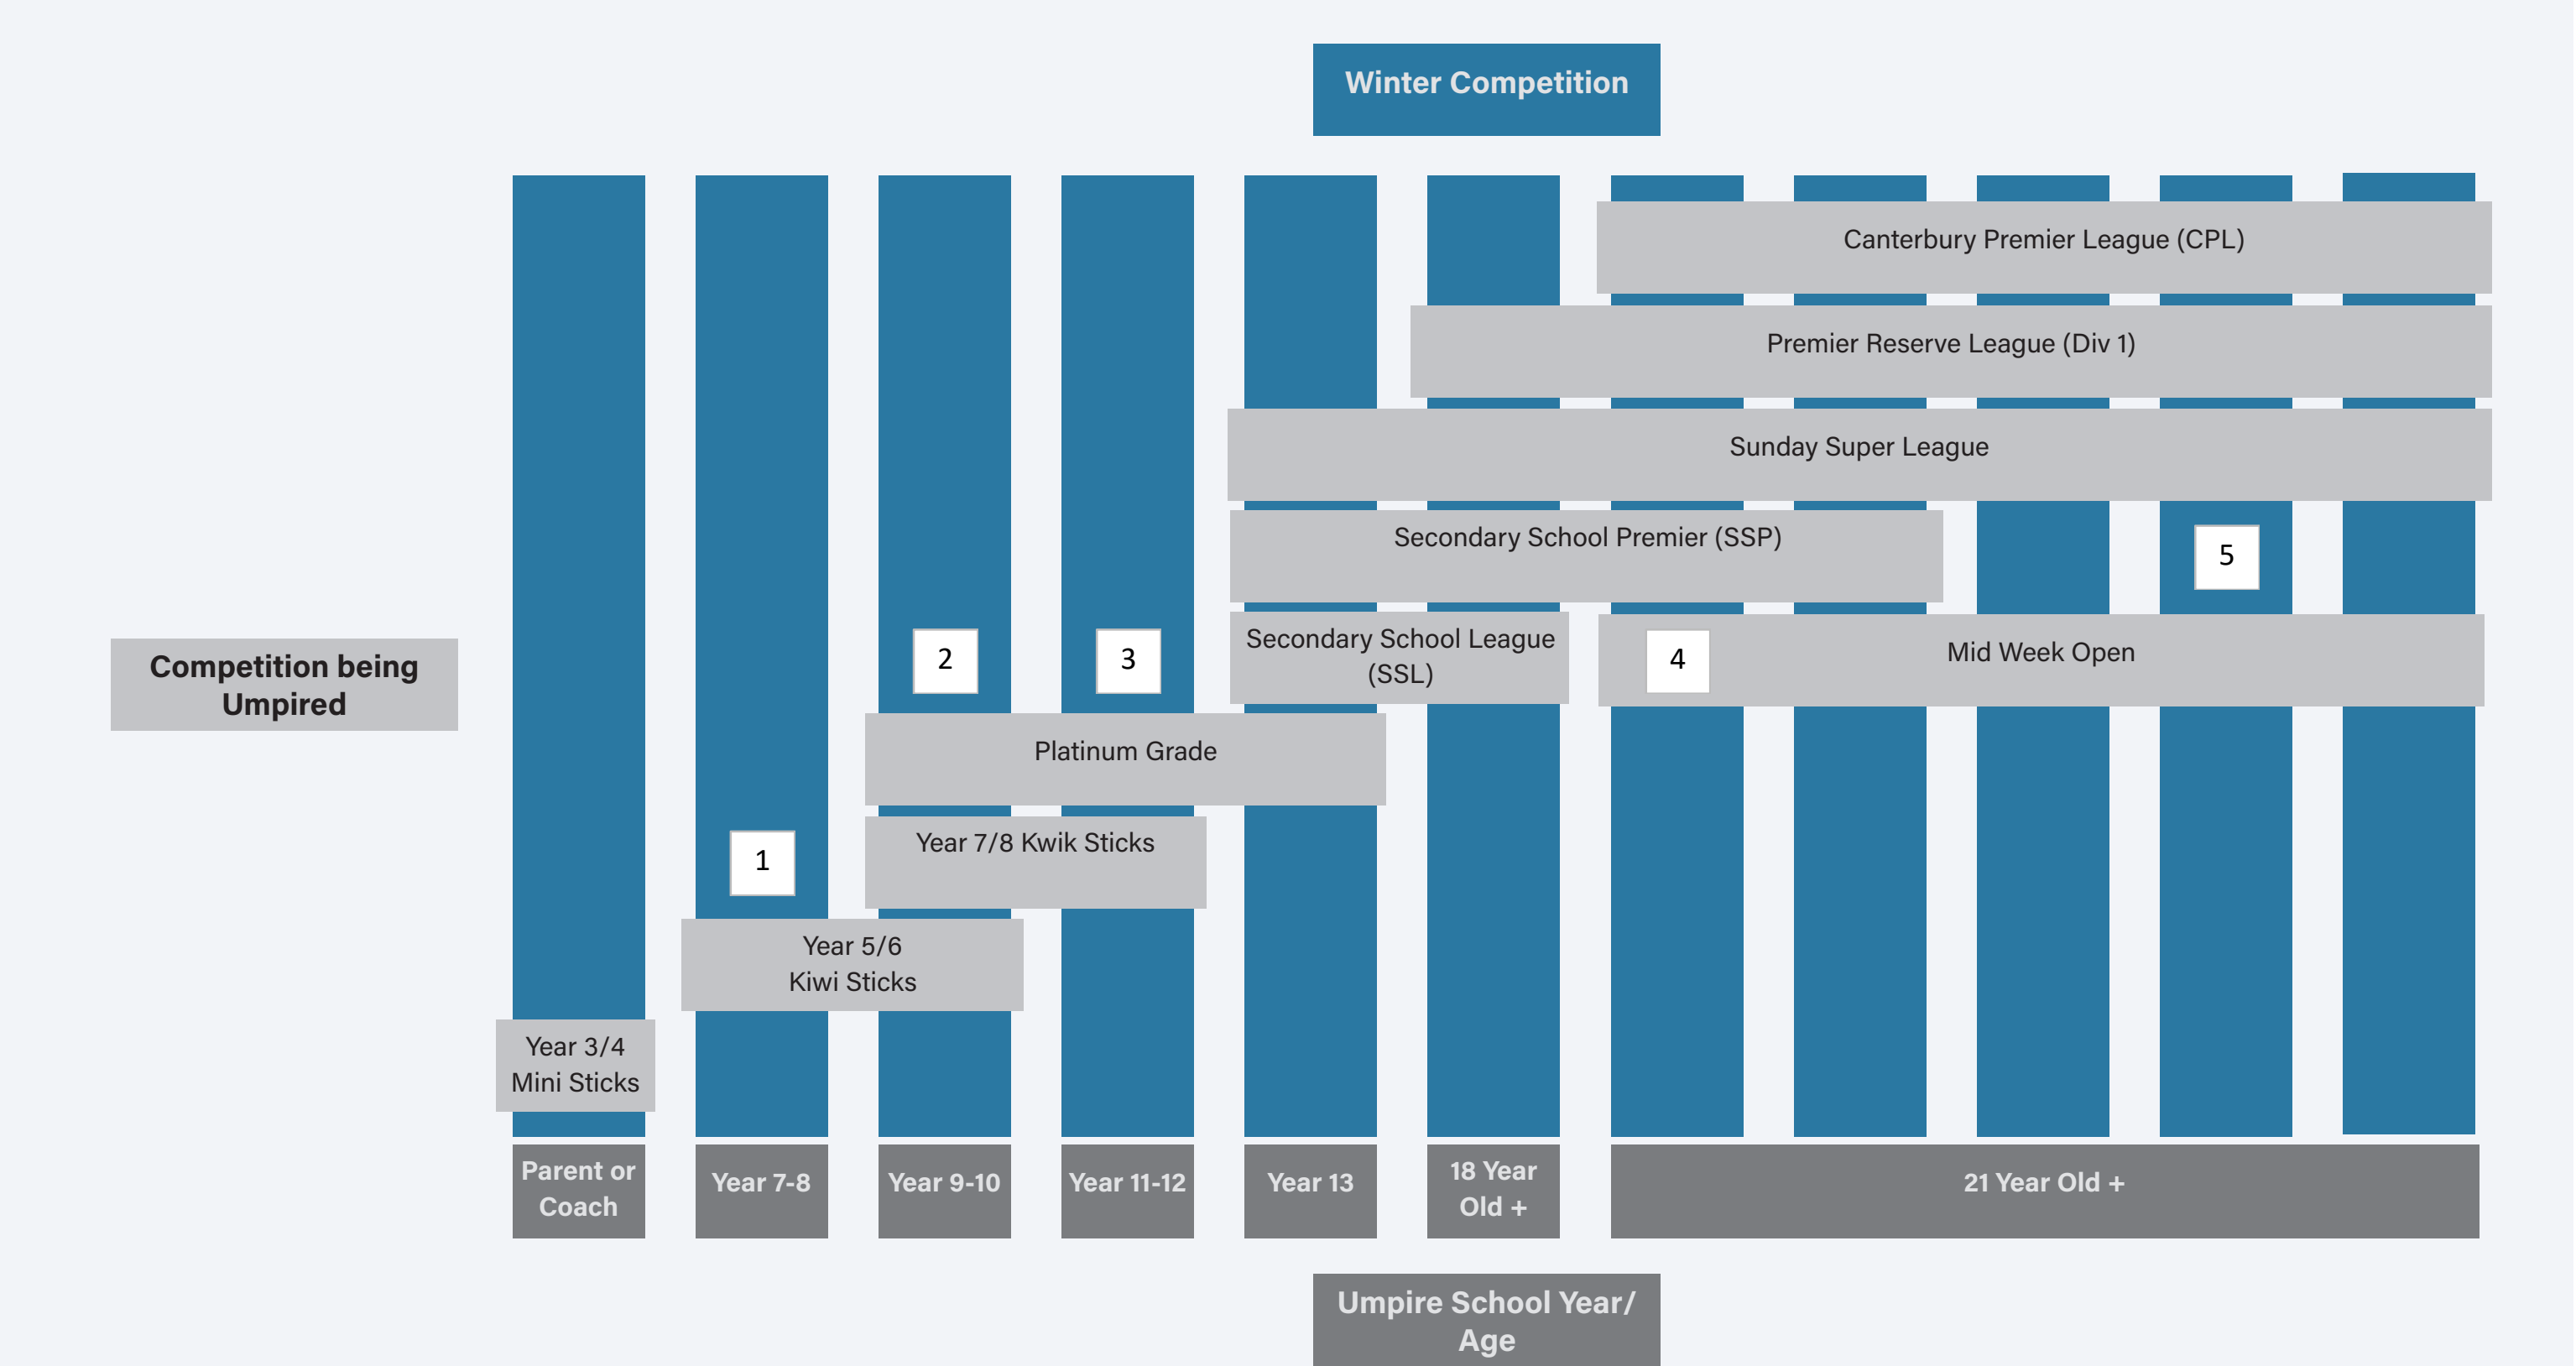 Winter Competition
Canterbury Premier League (CPL)
Premier Reserve League (Div 1)
Sunday Super League
Secondary School Premier (SSP)
5
Competition being
Umpired
2
3
Secondary School League
(SSL)
4
Mid Week Open
Platinum Grade
1
Year 7/8 Kwik Sticks
Year 5/6
Kiwi Sticks
Year 3/4
Mini Sticks
Parent or
Coach
Year 7-8
Year 9-10
Year 11-12
Year 13
18 Year
Old +
21 Year Old +
Umpire School Year/
Age